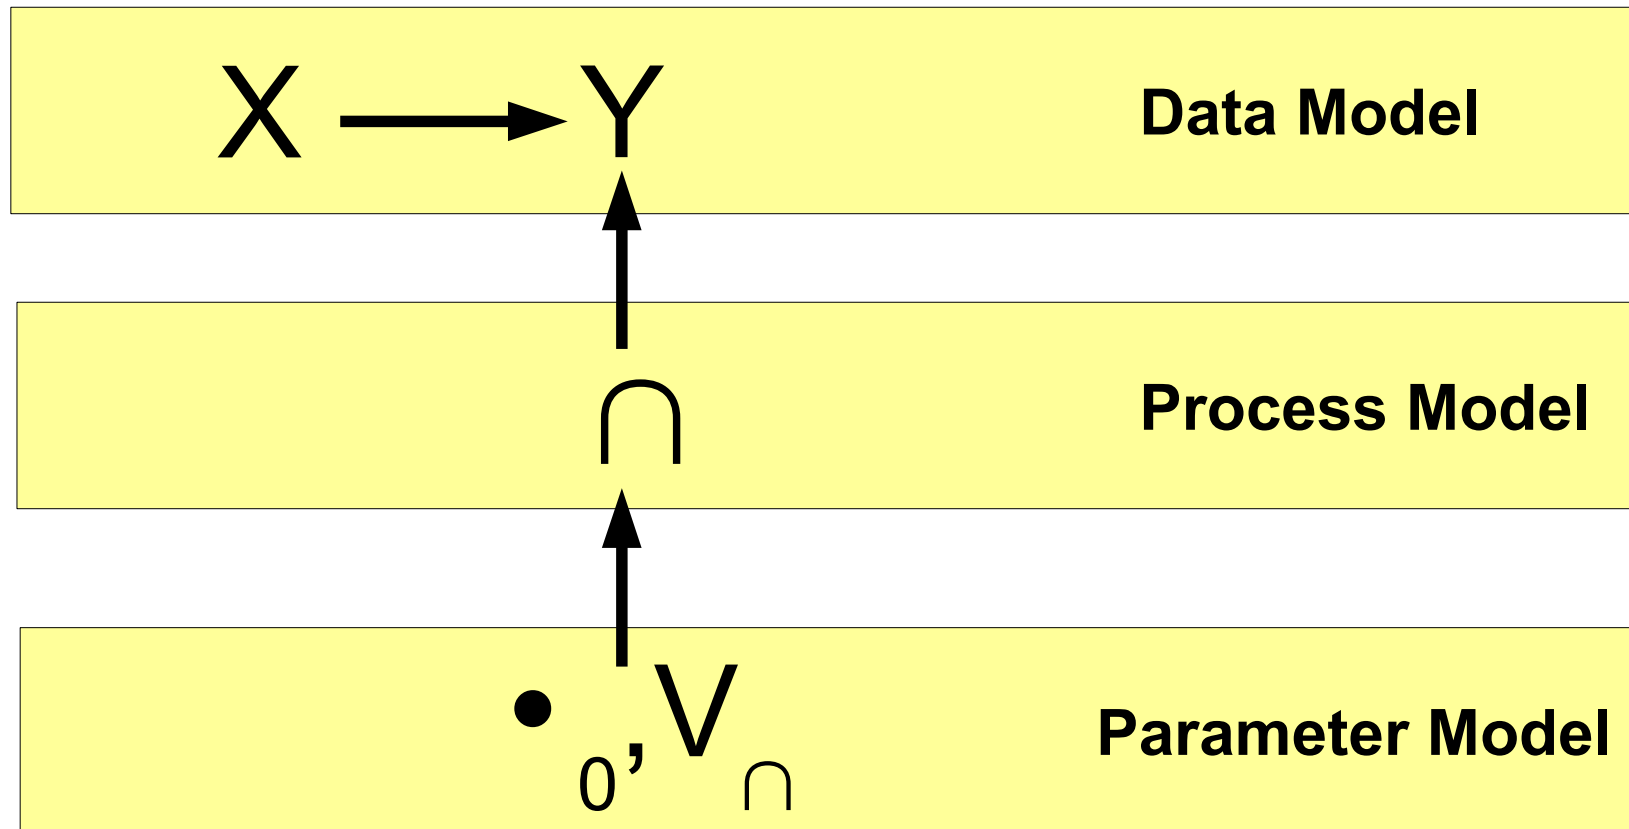 X Y Data Model
∩ Process Model
•₀,V∩ Parameter Model